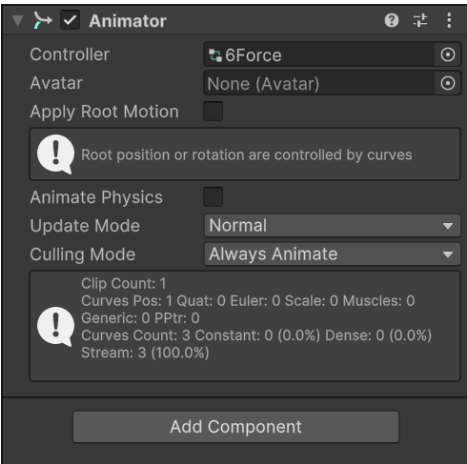 Animator
Controller 6Force
Avatar None (Avatar)
Apply Root Motion
Root position or rotation are controlled by curves
Animate Physics
Update Mode Normal
Culling Mode Always Animate
Clip Count: 1
Curves Pos: 1 Quat: 0 Euler: 0 Scale: 0 Muscles: 0
Generic: 0 PPtr: 0
Curves Count: 3 Constant: 0 (0.0%) Dense: 0 (0.0%)
Stream: 3 (100.0%)
Add Component